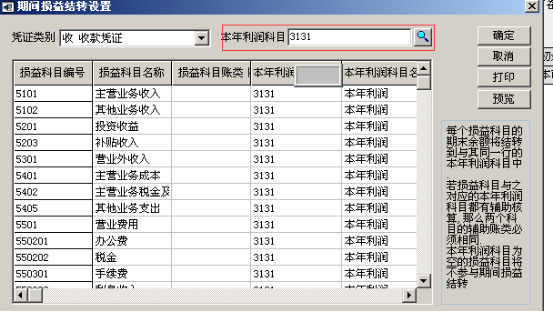 期间损益结转设置
凭证类别 收 收款凭证 本年利润科目 3131
确定
取消
打印
预览
损益科目编号 损益科目名称 损益科目账类 本年利润 本年利润科目名
5101 主营业务收入 3131 本年利润
5102 其他业务收入 3131 本年利润
5201 投资收益 3131 本年利润
5203 补贴收入 3131 本年利润
5301 营业外收入 3131 本年利润
5401 主营业务成本 3131 本年利润
5402 主营业务税金及 3131 本年利润
5405 其他业务支出 3131 本年利润
5501 营业费用 3131 本年利润
550201 办公费 3131 本年利润
550202 税金 3131 本年利润
550301 手续费 3131 本年利润
每个损益科目的
期末余额将结转
到与其同一行的
本年利润科目中
.
若损益科目与之
对应的本年利润
科目都有辅助核
算,那么两个科
目的辅助账类必
须相同.
本年利润科目为
空的损益科目将
不参与期间损益
结转